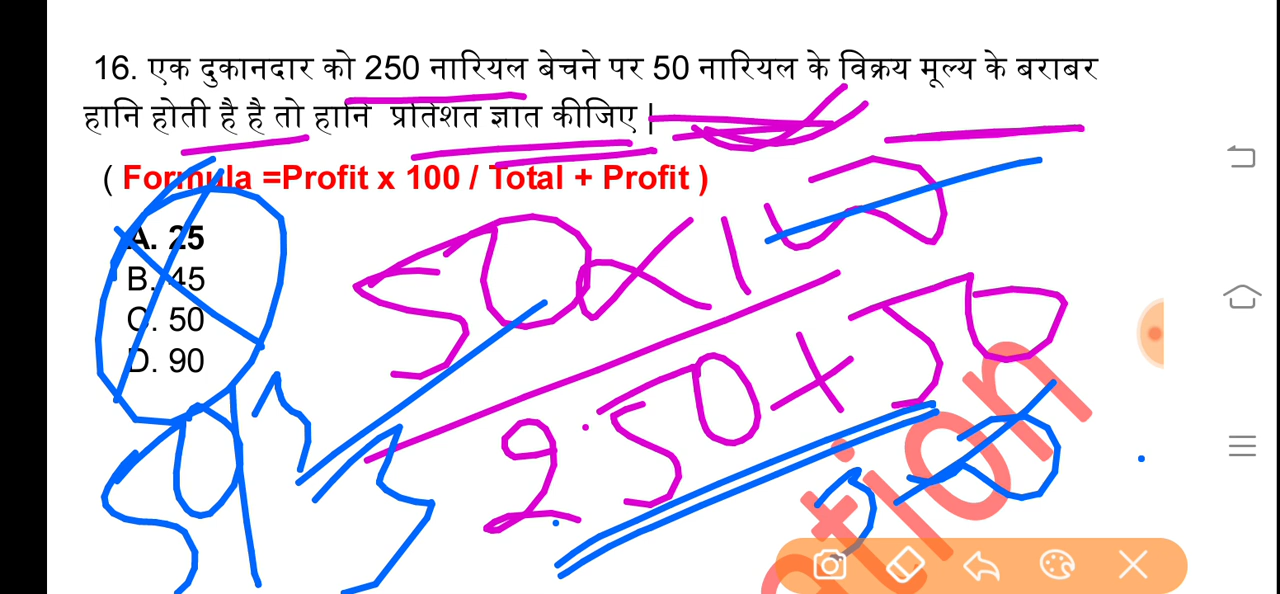 16. एक दुकानदार को 250 नारियल बेचने पर 50 नारियल के विक्रय मूल्य के बराबर
हानि होती है है तो हानि प्रतिशत ज्ञात कीजिए |
( Formula =Profit x 100 / Total + Profit )
A. 25
B. 45
C. 50
D. 90
50×100
250+50